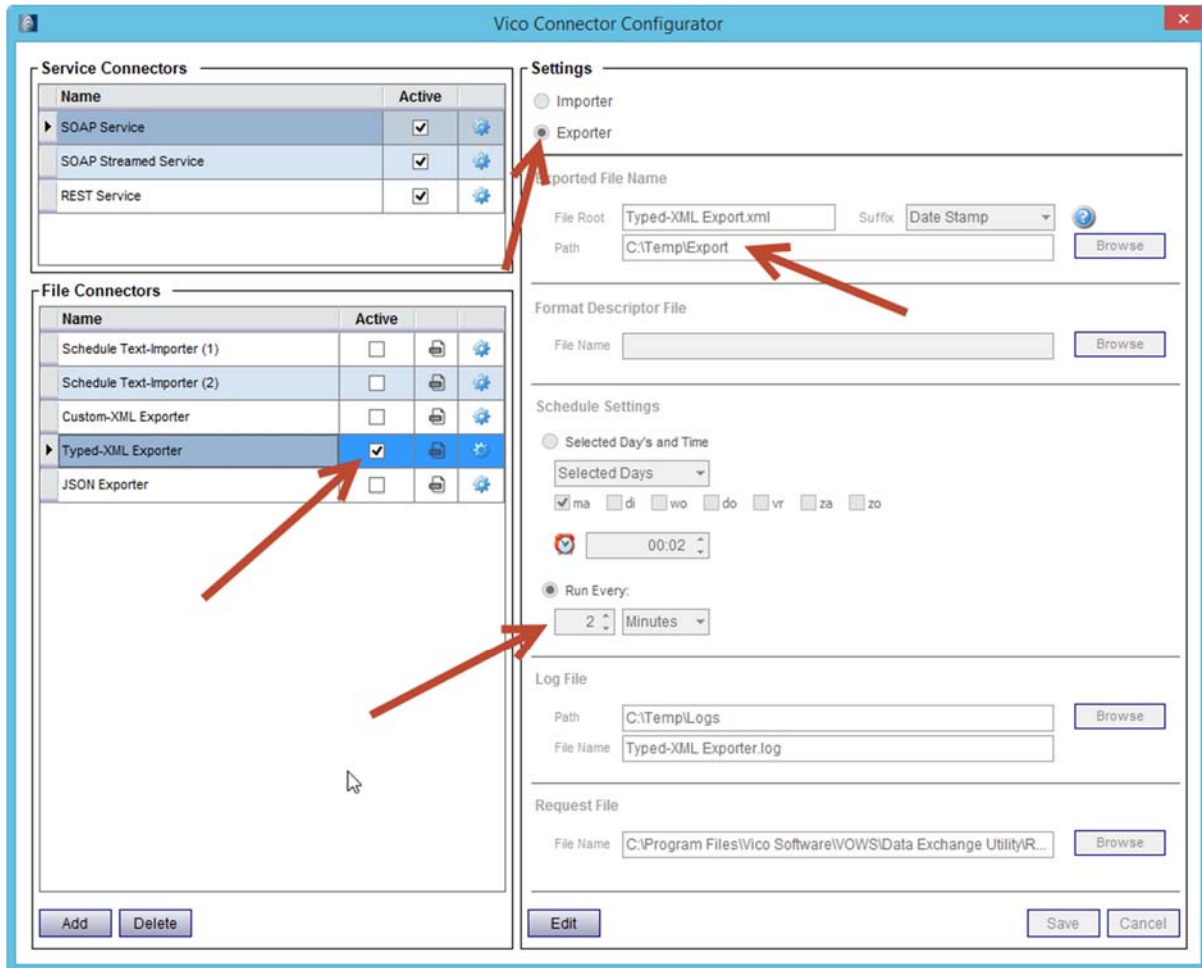 Vico Connector Configurator
Service Connectors
Name Active
SOAP Service
SOAP Streamed Service
REST Service
File Connectors
Name Active
Schedule Text-Importer (1)
Schedule Text-Importer (2)
Custom-XML Exporter
Typed-XML Exporter
JSON Exporter
Add Delete
Settings
Importer
Exporter
Exported File Name
File Root Typed-XML Export.xml Suffix Date Stamp
Path C:\Temp\Export Browse
Format Descriptor File
File Name Browse
Schedule Settings
Selected Day's and Time
Selected Days
ma di wo do vr za zo
00:02
Run Every:
2 Minutes
Log File
Path C:\Temp\Logs Browse
File Name Typed-XML Exporter.log
Request File
File Name C:\Program Files\Vico Software\VOWS\Data Exchange Utility\R... Browse
Edit Save Cancel